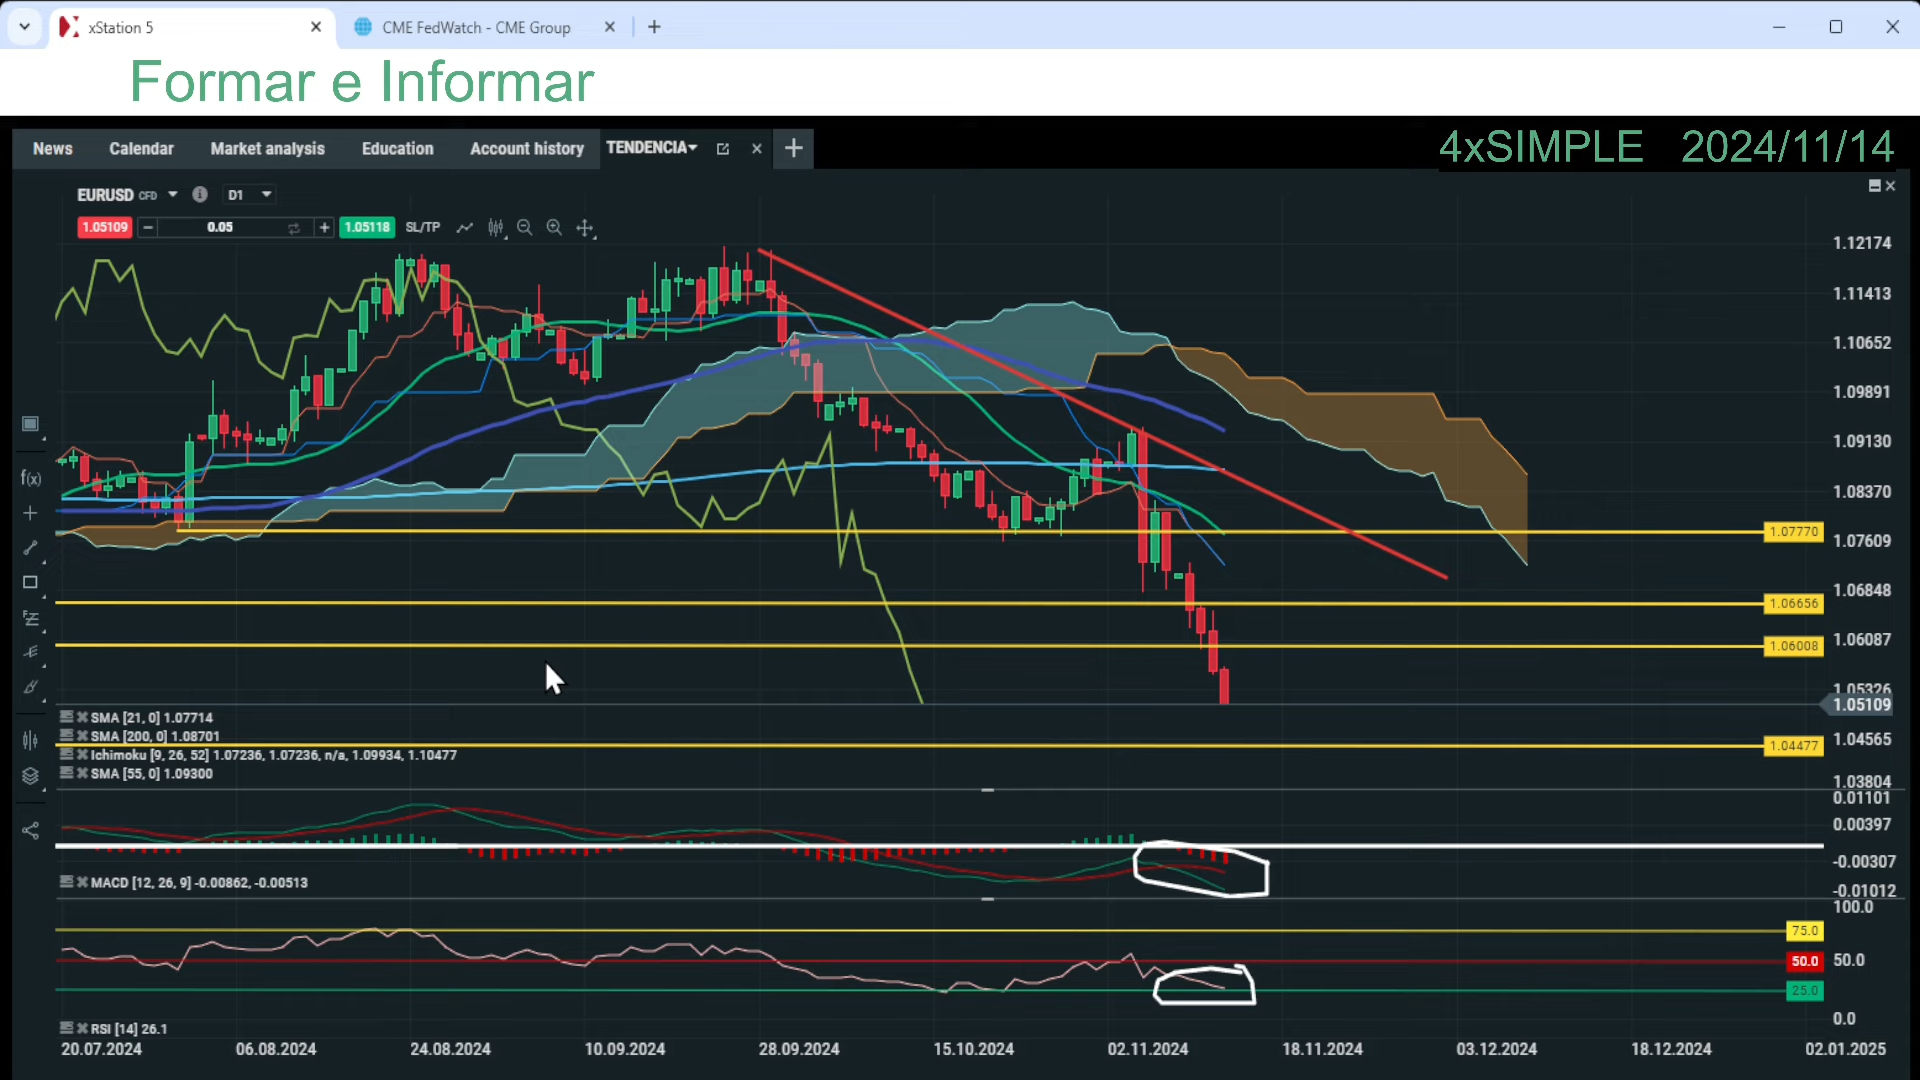 xStation 5
CME FedWatch - CME Group
Formar e Informar
4xSIMPLE 2024/11/14
News Calendar Market analysis Education Account history TENDENCIA
EURUSD CFD D1
1.05109 0.05 1.05118 SL/TP
1.12174
1.11413
1.10652
1.09891
1.09130
1.08370
1.07770
1.07609
1.06848
1.06656
1.06087
1.06008
1.05326
1.05109
1.04565
1.04477
1.03804
f(x)
SMA [21, 0] 1.07714
SMA [200, 0] 1.08701
Ichimoku [9, 26, 52] 1.07236, 1.07236, n/a, 1.09934, 1.10477
SMA [55, 0] 1.09300
0.01101
0.00397
-0.00307
-0.01012
MACD [12, 26, 9] -0.00862, -0.00513
100.0
75.0
50.0 50.0
25.0
0.0
RSI [14] 26.1
20.07.2024 06.08.2024 24.08.2024 10.09.2024 28.09.2024 15.10.2024 02.11.2024 18.11.2024 03.12.2024 18.12.2024 02.01.2025